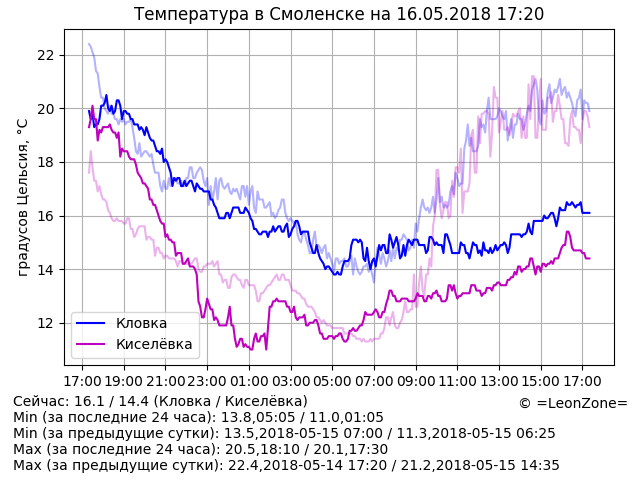 Температура в Смоленске на 16.05.2018 17:20
градусов Цельсия, °C
22
20
18
16
14
12
Кловка
Киселёвка
17:00 19:00 21:00 23:00 01:00 03:00 05:00 07:00 09:00 11:00 13:00 15:00 17:00
Сейчас: 16.1 / 14.4 (Кловка / Киселёвка)
© =LeonZone=
Min (за последние 24 часа): 13.8,05:05 / 11.0,01:05
Min (за предыдущие сутки): 13.5,2018-05-15 07:00 / 11.3,2018-05-15 06:25
Max (за последние 24 часа): 20.5,18:10 / 20.1,17:30
Max (за предыдущие сутки): 22.4,2018-05-14 17:20 / 21.2,2018-05-15 14:35